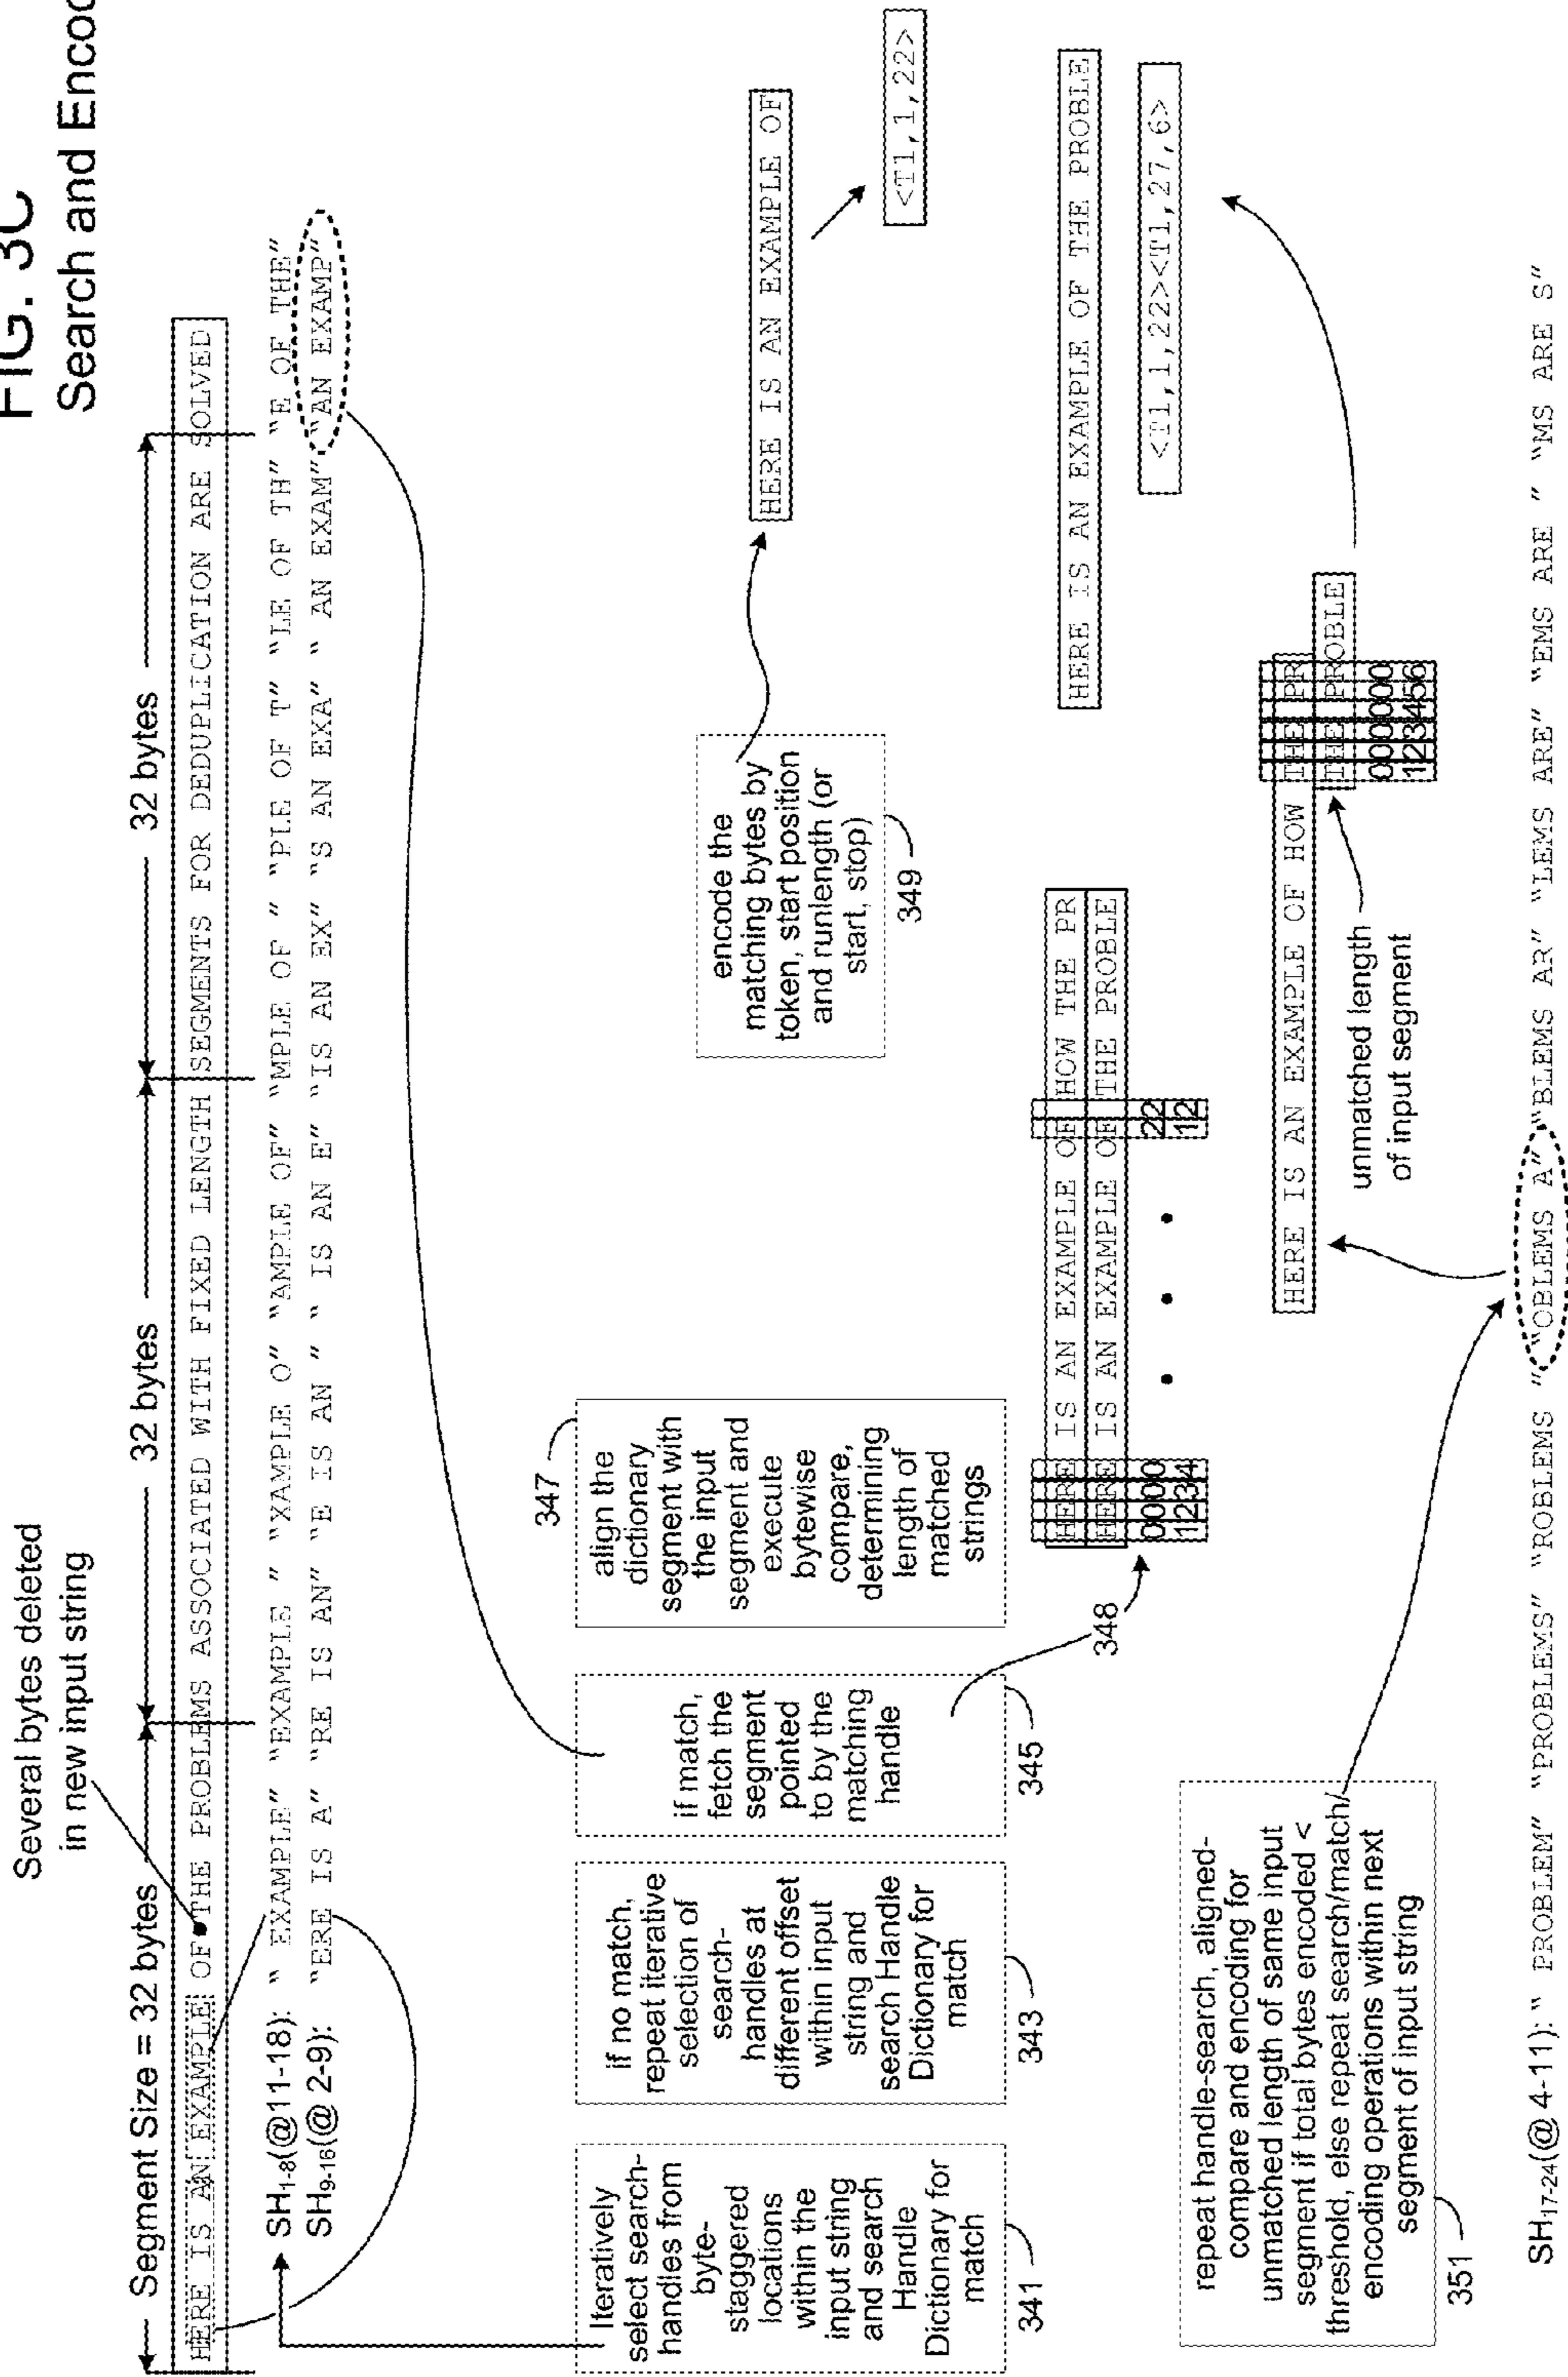 FIG. 3C
Search and Encod
Several bytes deleted
in new input string
Segment Size = 32 bytes
32 bytes
32 bytes
32 bytes
HERE IS AN EXAMPLE OF THE PROBLEMS ASSOCIATED WITH FIXED LENGTH SEGMENTS FOR DEDUPLICATION ARE SOLVED
SH1-8(@11-18): " EXAMPLE" "EXAMPLE " "XAMPLE O" "AMPLE OF" "MPLE OF " "PLE OF T" "LE OF TH" "E OF THE"
SH9-16(@ 2-9): "ERE IS A" "RE IS AN" "E IS AN " " IS AN E" "IS AN EX" "S AN EXA" " AN EXAM" "AN EXAMP"
Iteratively
select search-
handles from
byte-
staggered
locations
within the
input string
and search
Handle
Dictionary for
match
341
If no match,
repeat iterative
selection of
search-
handles at
different offset
within input
string and
search Handle
Dictionary for
match
343
if match,
fetch the
segment
pointed
to by the
matching
handle
345
347
align the
dictionary
segment with
the input
segment and
execute
bytewise
compare,
determining
length of
matched
strings
348
HERE IS AN EXAMPLE OF HOW THE PR
HERE IS AN EXAMPLE OF THE PROBLE
0000 22
1234 12
encode the
matching bytes by
token, start position
and runlength (or
start, stop)
349
HERE IS AN EXAMPLE OF
<T1,1,22>
HERE IS AN EXAMPLE OF THE PROBLE
<T1,1,22><T1,27,6>
repeat handle-search, aligned-
compare and encoding for
unmatched length of same input
segment if total bytes encoded <
threshold, else repeat search/match/
encoding operations within next
segment of input string
351
HERE IS AN EXAMPLE OF HOW THE PR
THE PROBLE
000000
123456
unmatched length
of input segment
SH17-24(@ 4-11): " PROBLEM" "PROBLEMS" "ROBLEMS " "OBLEMS A" "BLEMS AR" "LEMS ARE" "EMS ARE " "MS ARE S"